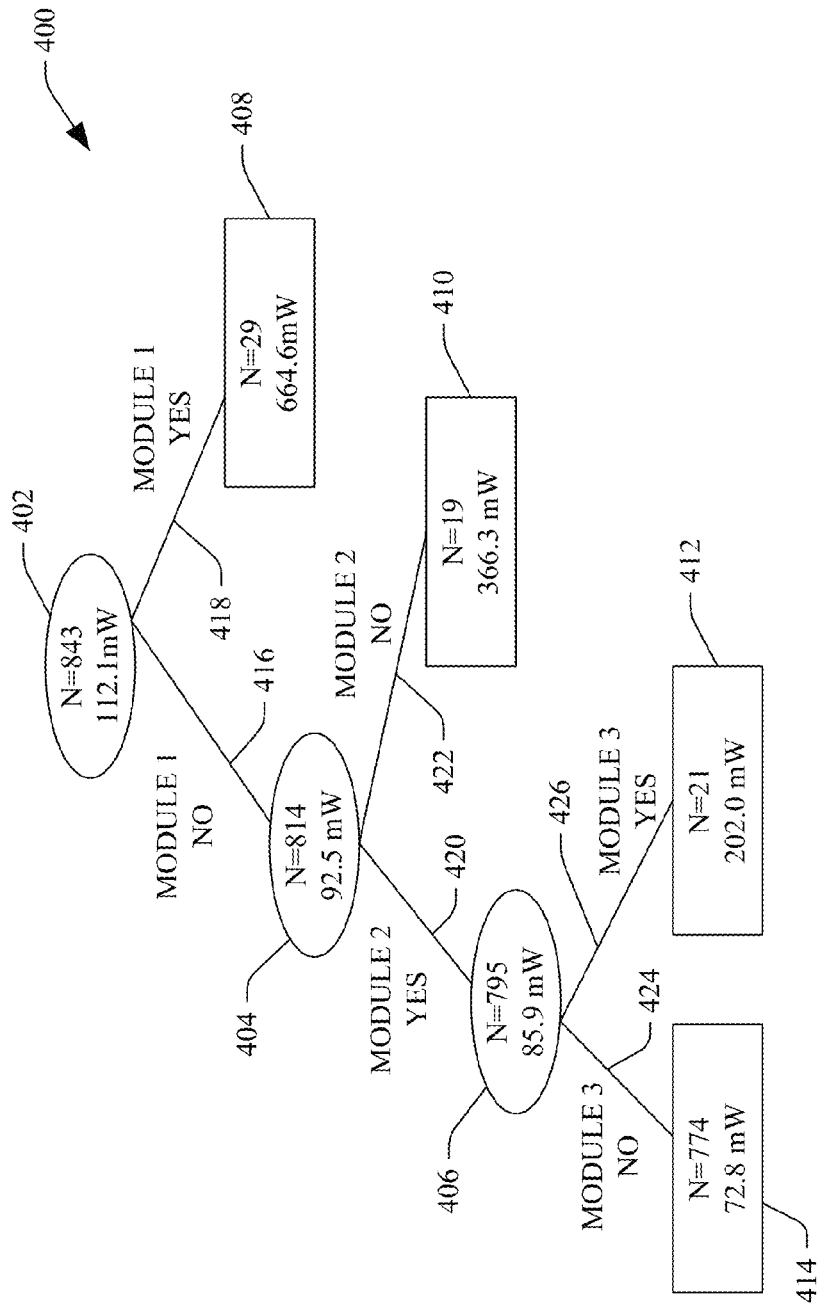 400
402
N=843
112.1mW
MODULE 1
NO
416
418
MODULE 1
YES
N=29
664.6mW
408
404
N=814
92.5 mW
MODULE 2
YES
420
422
MODULE 2
NO
N=19
366.3 mW
410
406
N=795
85.9 mW
MODULE 3
NO
424
426
MODULE 3
YES
N=774
72.8 mW
414
N=21
202.0 mW
412